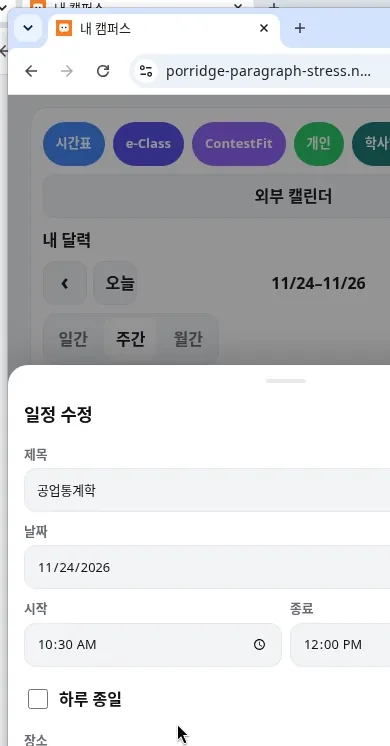 내 캠퍼스
porridge-paragraph-stress.n...
시간표 e-Class ContestFit 개인 학사
외부 캘린더
내 달력
오늘 11/24–11/26
일간 주간 월간
일정 수정
제목
공업통계학
날짜
11/24/2026
시작 종료
10:30 AM 12:00 PM
하루 종일
장소